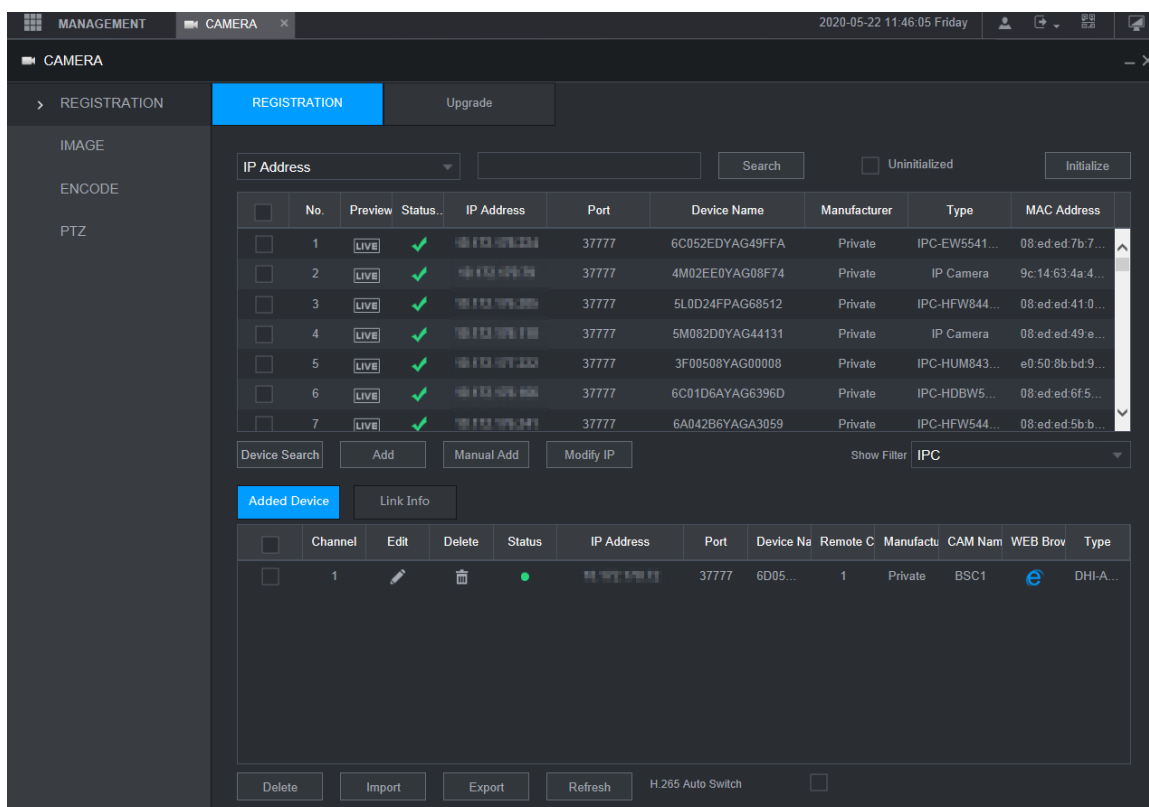 MANAGEMENT CAMERA × 2020-05-22 11:46:05 Friday
CAMERA
REGISTRATION
IMAGE
ENCODE
PTZ
REGISTRATION Upgrade
IP Address Search Uninitialized Initialize
No. Preview Status.. IP Address Port Device Name Manufacturer Type MAC Address
1 LIVE 37777 6C052EDYAG49FFA Private IPC-EW5541... 08:ed:ed:7b:7...
2 LIVE 37777 4M02EE0YAG08F74 Private IP Camera 9c:14:63:4a:4...
3 LIVE 37777 5L0D24FPAG68512 Private IPC-HFW844... 08:ed:ed:41:0...
4 LIVE 37777 5M082D0YAG44131 Private IP Camera 08:ed:ed:49:e...
5 LIVE 37777 3F00508YAG00008 Private IPC-HUM843... e0:50:8b:bd:9...
6 LIVE 37777 6C01D6AYAG6396D Private IPC-HDBW5... 08:ed:ed:6f:5...
7 LIVE 37777 6A042B6YAGA3059 Private IPC-HFW544... 08:ed:ed:5b:b...
Device Search Add Manual Add Modify IP Show Filter IPC
Added Device Link Info
Channel Edit Delete Status IP Address Port Device Na Remote C Manufactu CAM Nam WEB Brow Type
1 37777 6D05... 1 Private BSC1 DHI-A...
Delete Import Export Refresh H.265 Auto Switch